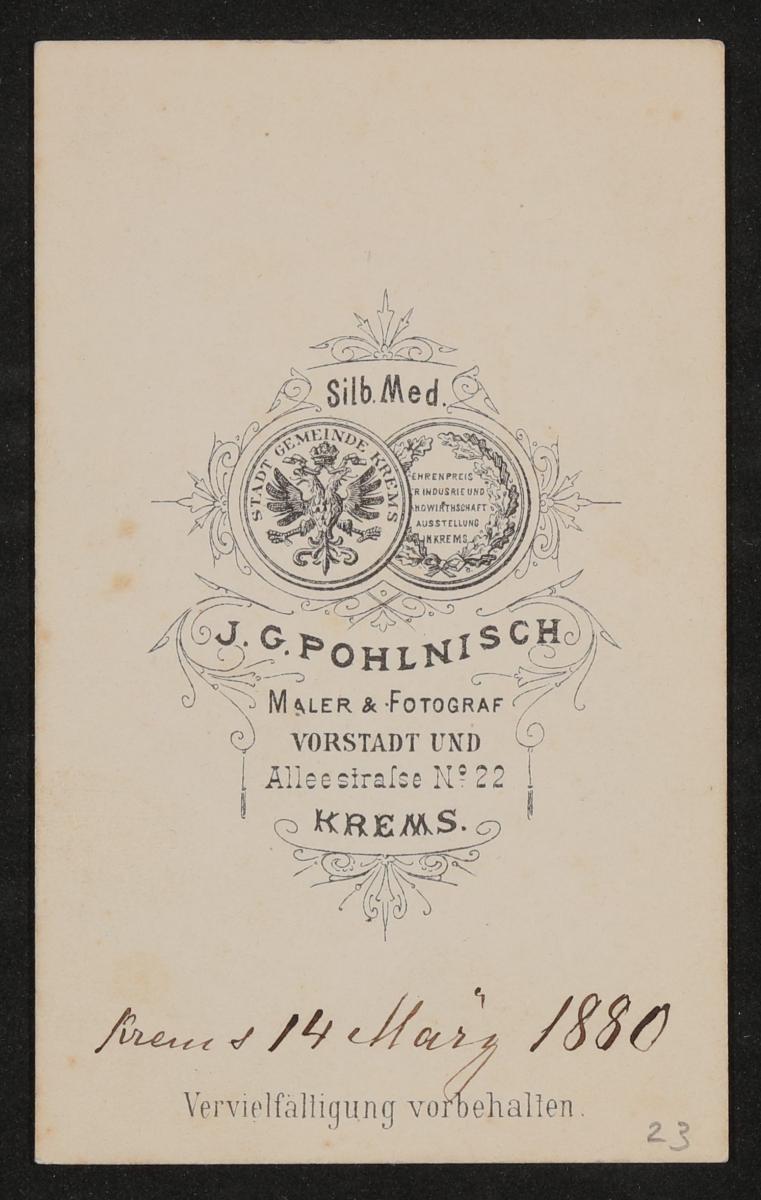 Silb. Med.
STADT GEMEINDE KREMS
EHRENPREIS
R INDUSRIE UND
NDWIRTHSCHAFT
AUSSTELLUNG
IN KREMS
J. G. POHLNISCH
MALER & FOTOGRAF
VORSTADT UND
Alleestraſse Nº 22
KREMS.
Krems 14 März 1880
Vervielfältigung vorbehalten.
23